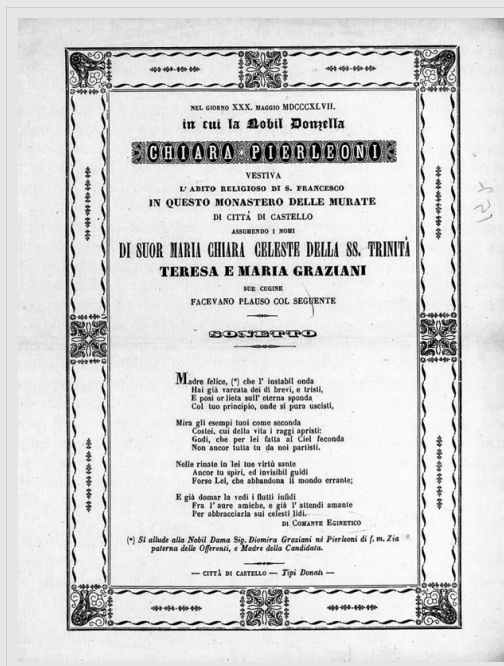 NEL GIORNO XXX. MAGGIO MDCCCXLVII.
in cui la Nobil Donzella
CHIARA PIERLEONI
VESTIVA
L' ABITO RELIGIOSO DI S. FRANCESCO
IN QUESTO MONASTERO DELLE MURATE
DI CITTÀ DI CASTELLO
ASSUMENDO I NOMI
DI SUOR MARIA CHIARA CELESTE DELLA SS. TRINITÀ
TERESA E MARIA GRAZIANI
SUE CUGINE
FACEVANO PLAUSO COL SEGUENTE
SONETTO
Madre felice, (*) che l' instabil onda
Hai già varcata dei dì brevi, e tristi,
E posi or lieta sull' eterna sponda
Col tuo principio, onde sì pura uscisti,
Mira gli esempi tuoi come seconda
Costei, cui della vita i raggi apristi:
Godi, che per lei fatta al Ciel feconda
Non ancor tutta tu da noi partisti.
Nelle rinate in lei tue virtù sante
Ancor tu spiri, ed invisibil guidi
Forse Lei, che abbandona il mondo errante;
E già domar la vedi i flutti infidi
Fra l' aure amiche, e già l' attendi amante
Per abbracciarla sui celesti lidi.
DI COMANTE EGINETICO
(*) Si allude alla Nobil Dama Sig. Diomira Graziani nè Pierleoni di f. m. Zia
paterna delle Offerenti, e Madre della Candidata.
— CITTÀ DI CASTELLO — Tipi Donati —